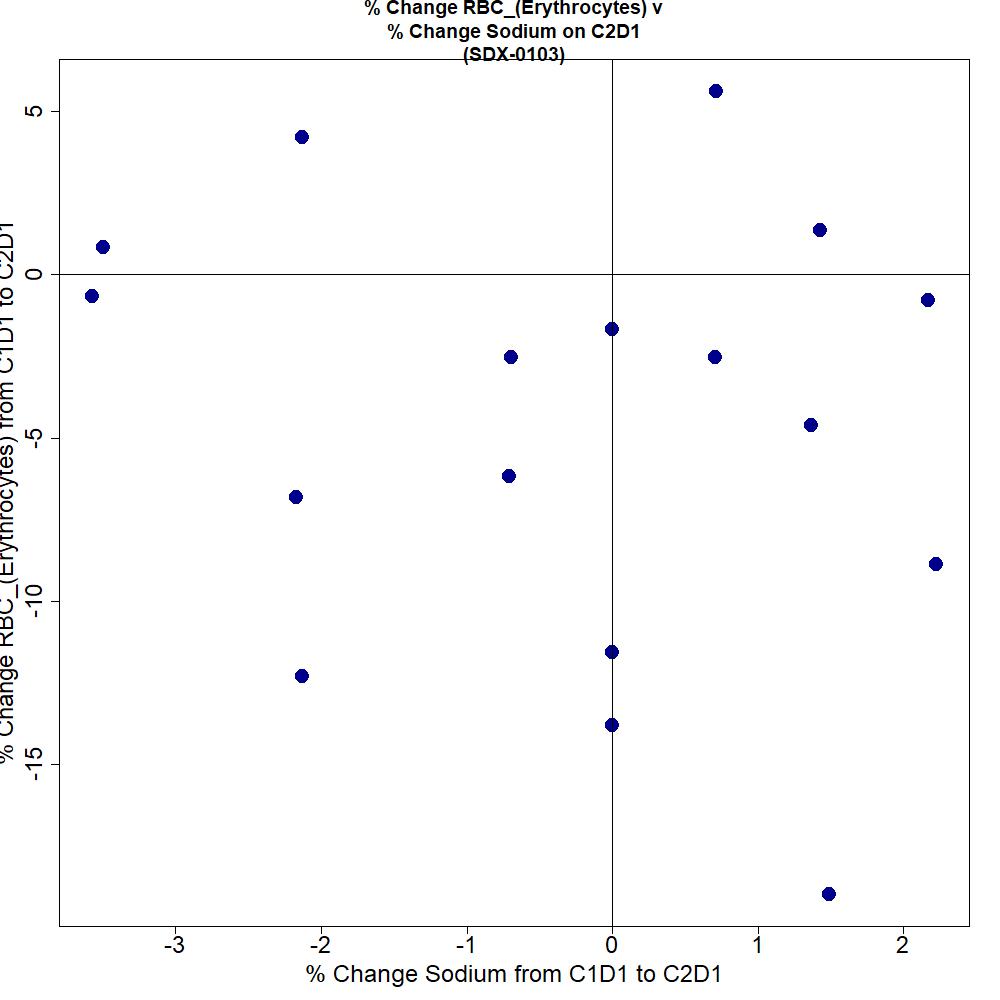 % Change RBC_(Erythrocytes) v
% Change Sodium on C2D1
(SDX-0103)
% Change RBC_(Erythrocytes) from C1D1 to C2D1
5
0
-5
-10
-15
-3
-2
-1
0
1
2
% Change Sodium from C1D1 to C2D1